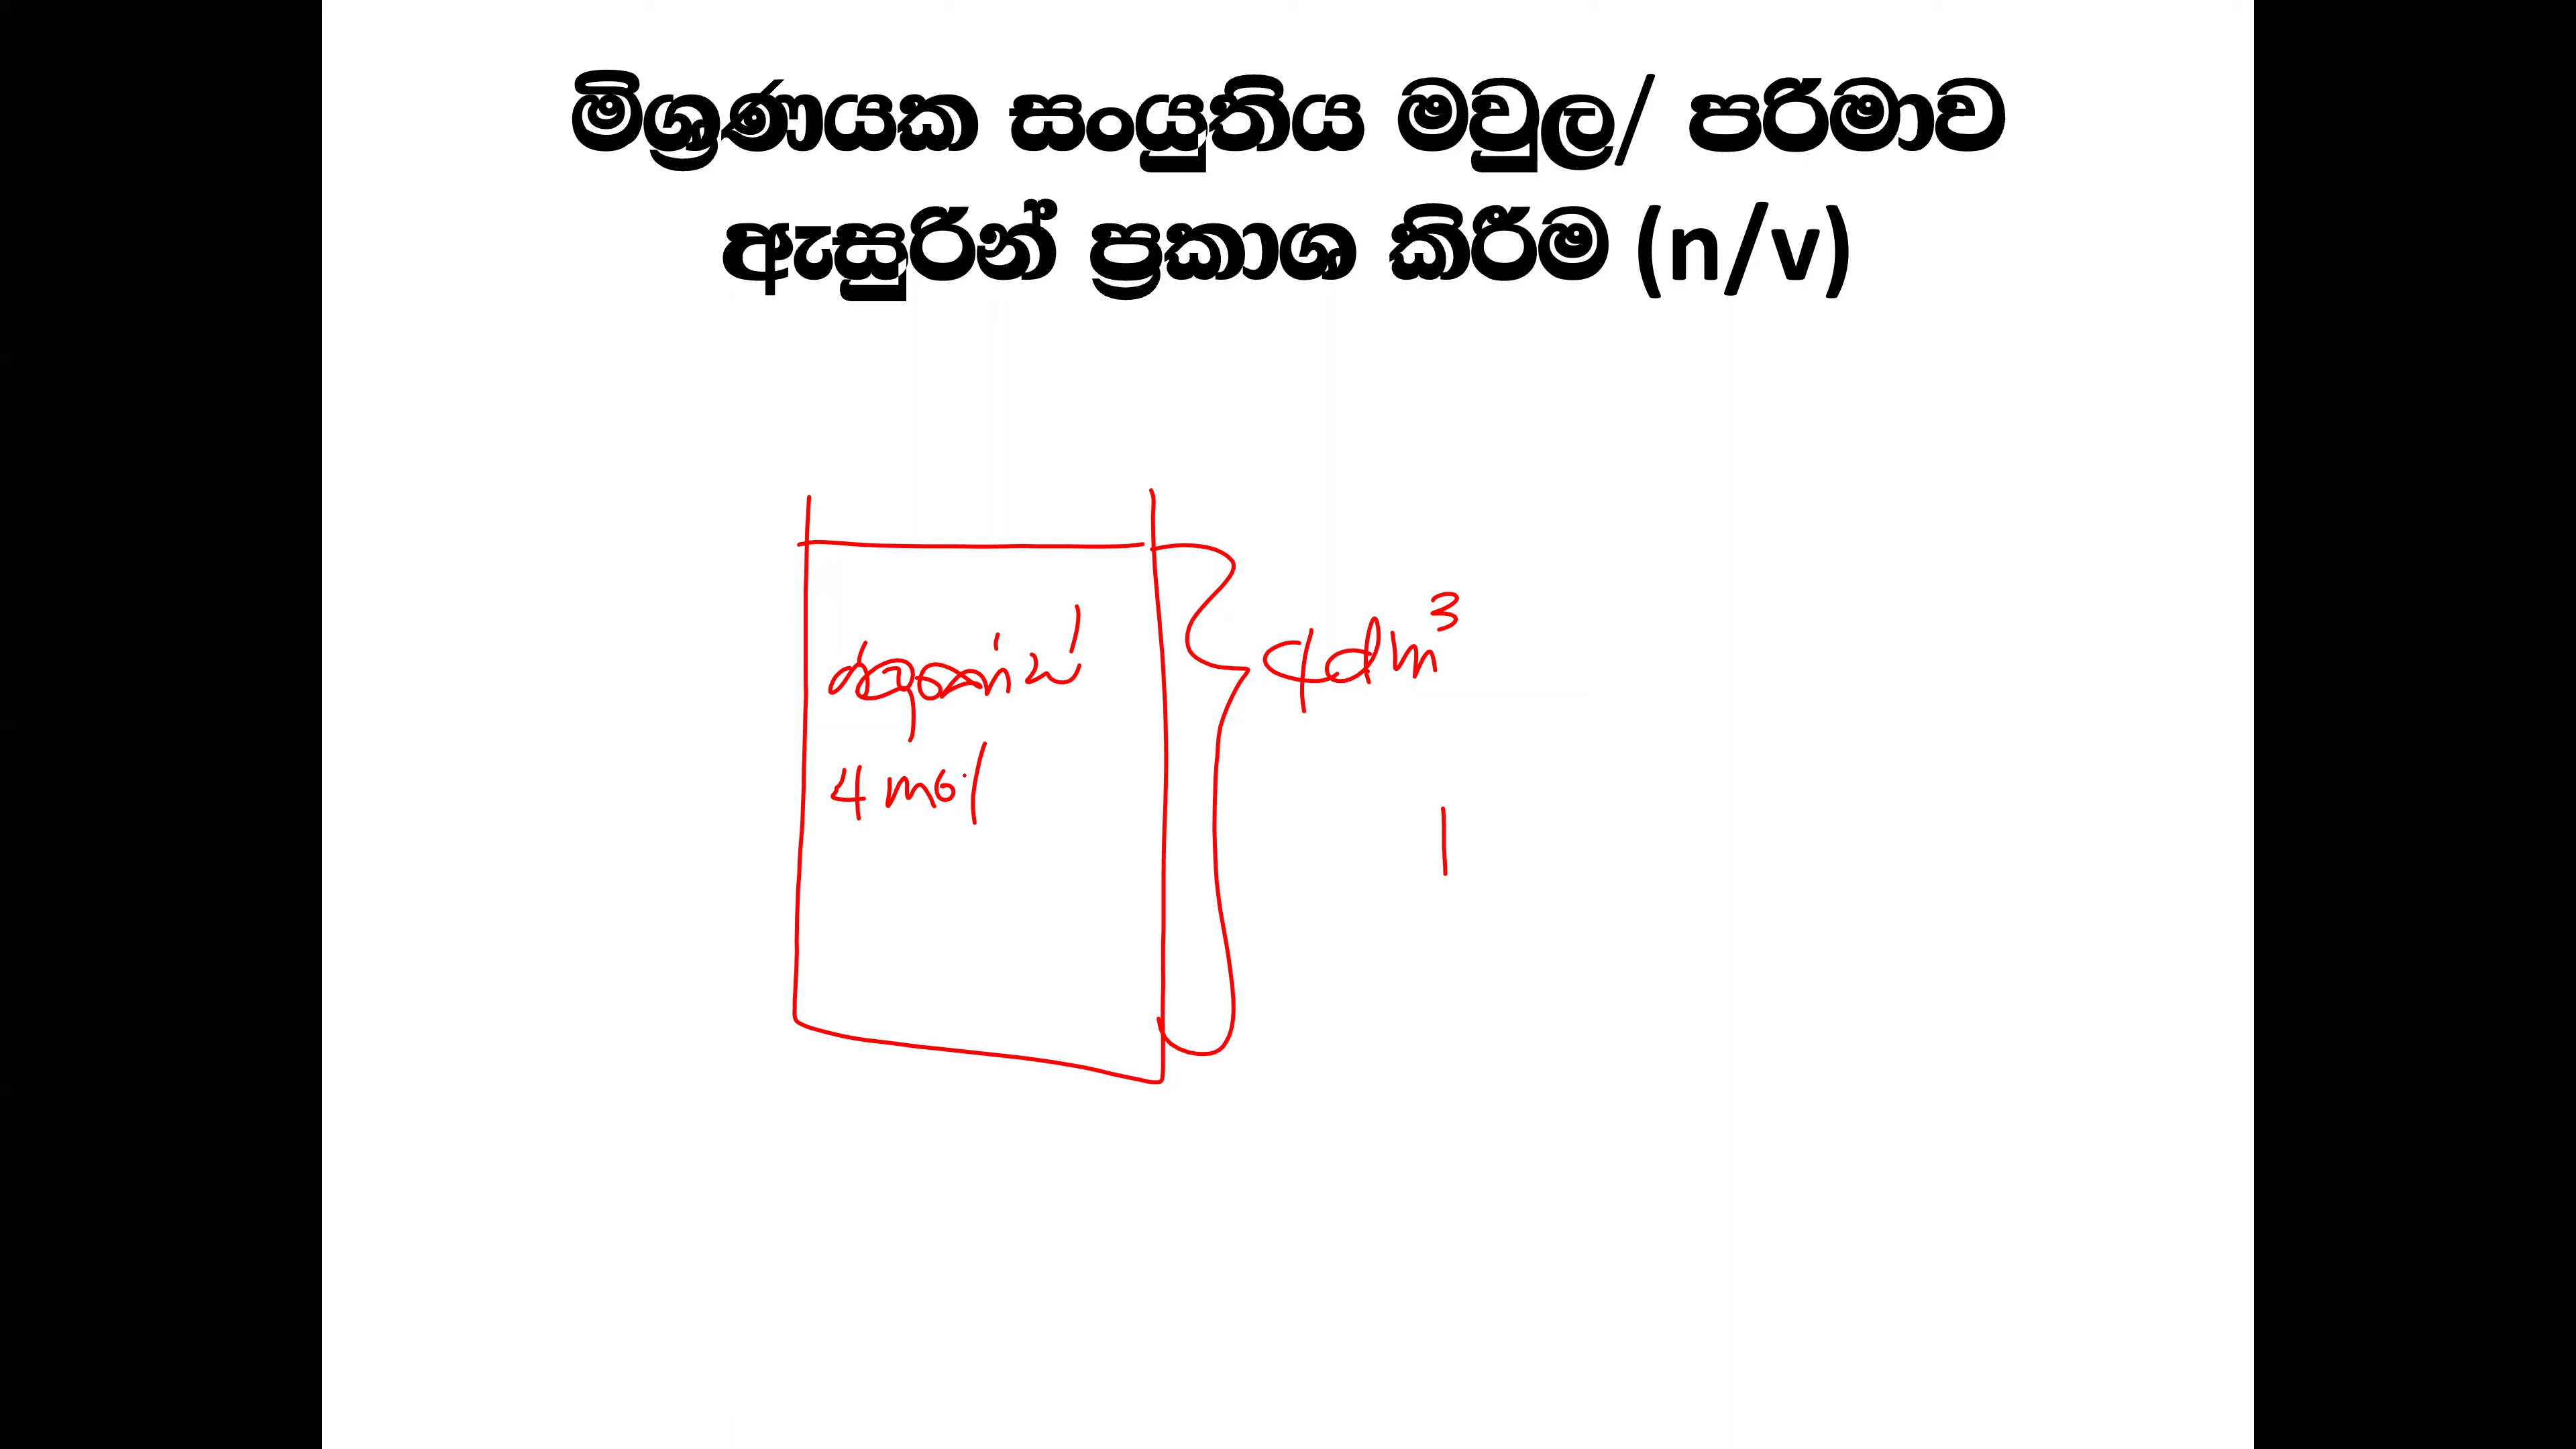 මිශ්‍රණයක සංයුතිය මවුල/ පරිමාව
ඇසුරින් ප්‍රකාශ කිරීම (n/v)
4dm³
4 mol
1